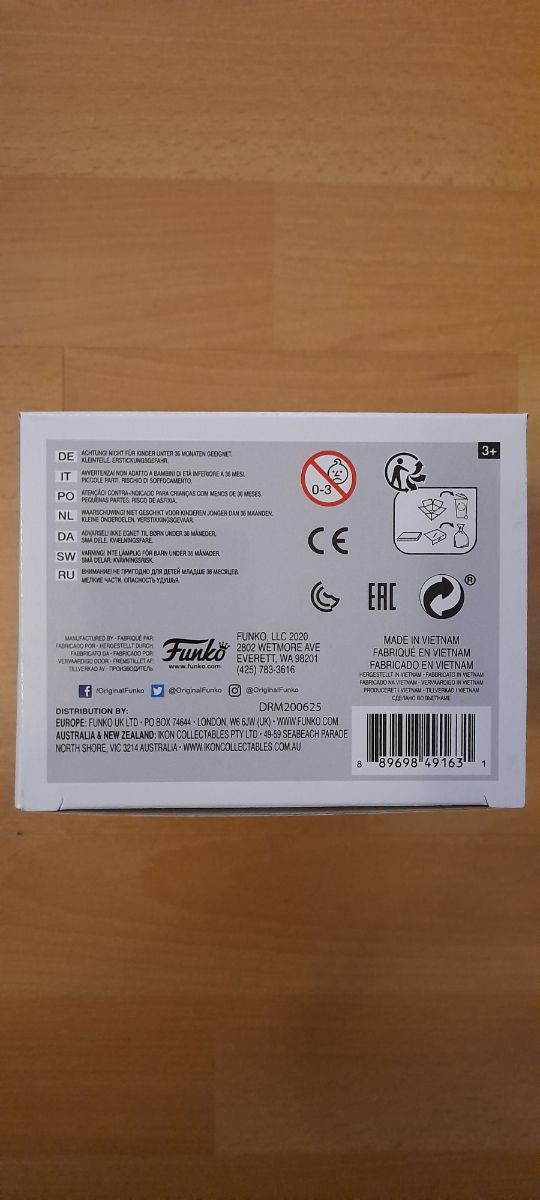 DE ACHTUNG! NICHT FÜR KINDER UNTER 36 MONATEN GEEIGNET.
KLEINTEILE. ERSTICKUNGSGEFAHR.
IT AVVERTENZA! NON ADATTO A BAMBINI DI ETÀ INFERIORE A 36 MESI.
PICCOLE PARTI. RISCHIO DI SOFFOCAMENTO.
PO ATENÇÃO! CONTRA-INDICADO PARA CRIANÇAS COM MENOS DE 36 MESES.
PEQUENAS PARTES. RISCO DE ASFIXIA.
NL WAARSCHUWING! NIET GESCHIKT VOOR KINDEREN JONGER DAN 36 MAANDEN.
KLEINE ONDERDELEN. VERSTIKKINGSGEVAAR.
DA ADVARSEL! IKKE EGNET TIL BØRN UNDER 36 MÅNEDER.
SMÅ DELE. KVÆLNINGSFARE.
SW VARNING! INTE LÄMPLIG FÖR BARN UNDER 36 MÅNADER.
SMÅ DELAR. KVÄVNINGSRISK.
RU ВНИМАНИЕ! НЕ ПРИГОДНО ДЛЯ ДЕТЕЙ МЛАДШЕ 36 МЕСЯЦЕВ.
МЕЛКИЕ ЧАСТИ. ОПАСНОСТЬ УДУШЬЯ.
0-3
3+
CE
EAC
®
MANUFACTURED BY · FABRIQUÉ PAR
FABRICADO POR · HERGESTELLT DURCH
FABBRICATO DA · FABRICADO POR
VERVAARDIGD DOOR · FREMSTILLET AF
TILLVERKAD AV · ПРОИЗВОДИТЕЛЬ
Funko
www.funko.com
FUNKO, LLC 2020
2802 WETMORE AVE
EVERETT, WA 98201
(425) 783-3616
MADE IN VIETNAM
FABRIQUÉ EN VIETNAM
FABRICADO EN VIETNAM
HERGESTELLT IN VIETNAM · FABBRICATO IN VIETNAM
FABRICADO NA VIETNAM · VERVAARDIGD IN VIETNAM
PRODUCERET I VIETNAM · TILLVERKAD I VIETNAM
СДЕЛАНО ВО ВЬЕТНАМЕ
/OriginalFunko @OriginalFunko @OriginalFunko
DRM200625
DISTRIBUTION BY:
EUROPE: FUNKO UK LTD · PO BOX 74644 · LONDON, W6 8JW (UK) · WWW.FUNKO.COM
AUSTRALIA & NEW ZEALAND: IKON COLLECTABLES PTY LTD · 49-59 SEABEACH PARADE
NORTH SHORE, VIC 3214 AUSTRALIA · WWW.IKONCOLLECTABLES.COM.AU
8 89698 49163 1